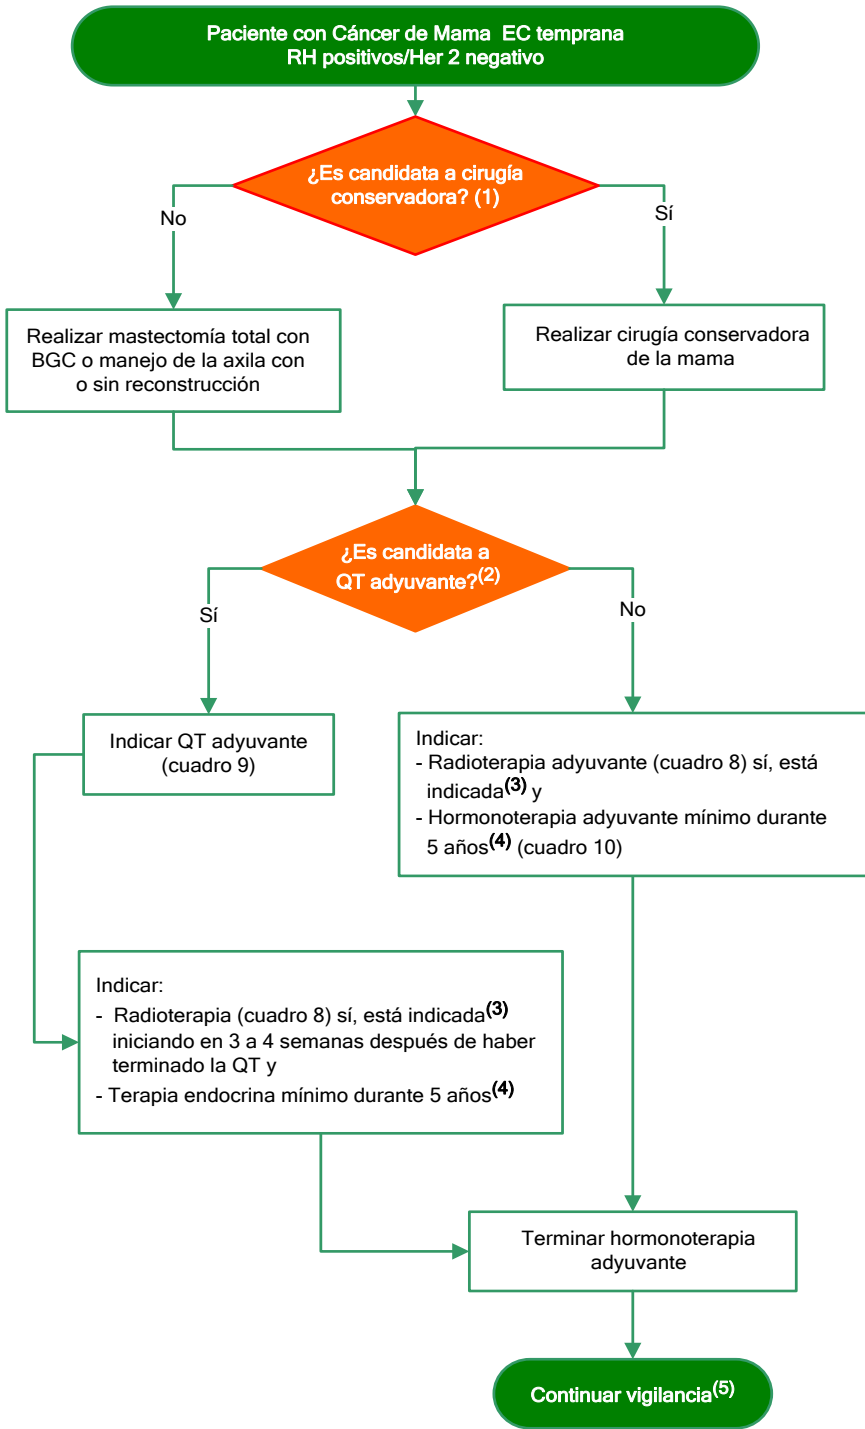 Paciente con Cáncer de Mama EC temprana
RH positivos/Her 2 negativo
¿Es candidata a cirugía
conservadora? (1)
No
Sí
Realizar mastectomía total con
BGC o manejo de la axila con
o sin reconstrucción
Realizar cirugía conservadora
de la mama
¿Es candidata a
QT adyuvante?(2)
Sí
No
Indicar QT adyuvante
(cuadro 9)
Indicar:
- Radioterapia adyuvante (cuadro 8) sí, está
indicada(3) y
- Hormonoterapia adyuvante mínimo durante
5 años(4) (cuadro 10)
Indicar:
- Radioterapia (cuadro 8) sí, está indicada(3)
iniciando en 3 a 4 semanas después de haber
terminado la QT y
- Terapia endocrina mínimo durante 5 años(4)
Terminar hormonoterapia
adyuvante
Continuar vigilancia(5)